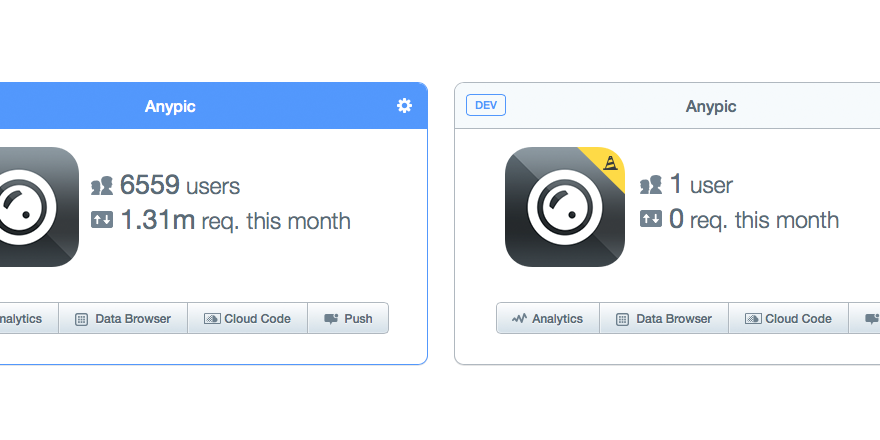 Anypic
6559 users
1.31m req. this month
nalytics
Data Browser
Cloud Code
Push
DEV
Anypic
1 user
0 req. this month
Analytics
Data Browser
Cloud Code